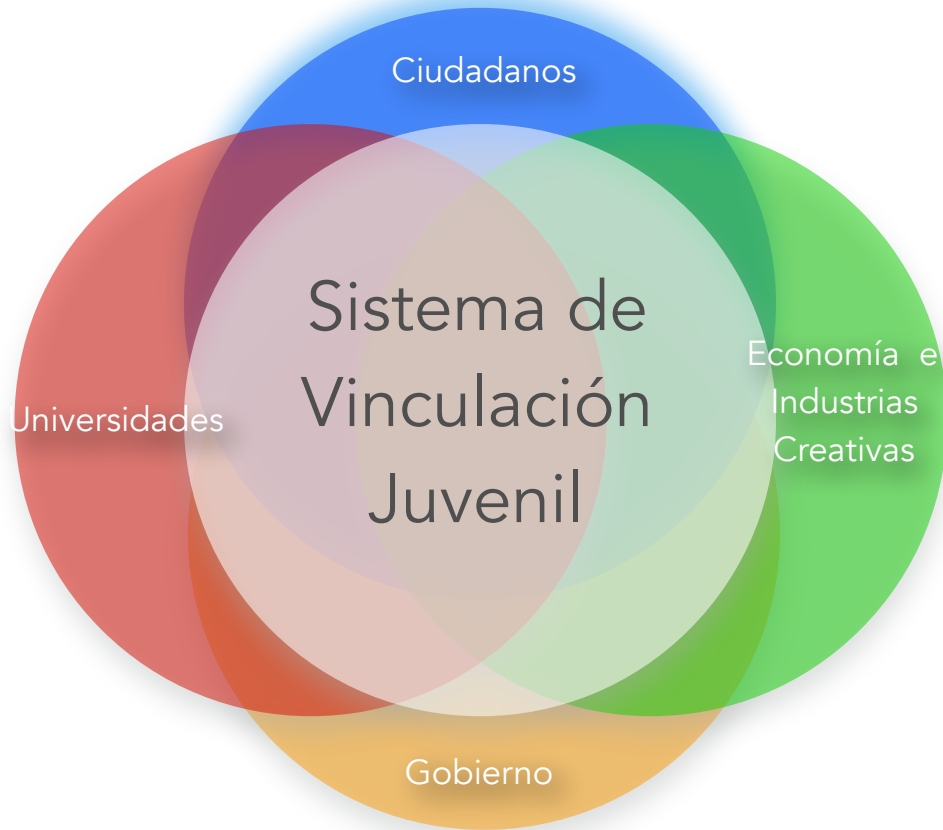 Ciudadanos
Sistema de
Vinculación
Juvenil
Universidades
Economía e
Industrias
Creativas
Gobierno